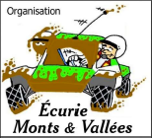 Organisation
Écurie
Monts & Vallées